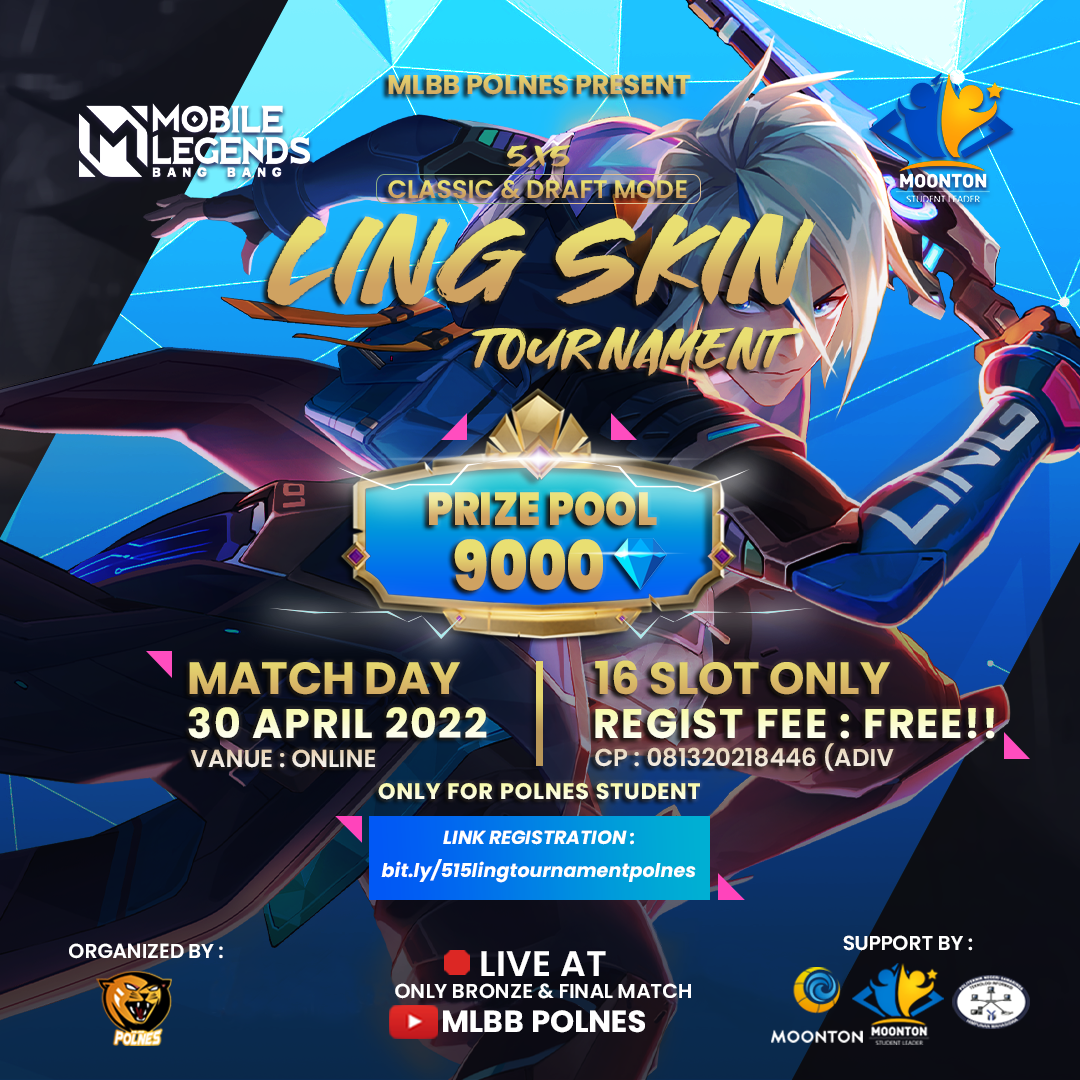 MLBB POLNES PRESENT
MOBILE
LEGENDS
BANG BANG
MOONTON
STUDENT LEADER
5X5
CLASSIC & DRAFT MODE
LING SKIN
TOURNAMENT
LING
01
PRIZE POOL
9000
MATCH DAY
30 APRIL 2022
VANUE : ONLINE
16 SLOT ONLY
REGIST FEE : FREE!!
CP : 081320218446 (ADIV
ONLY FOR POLNES STUDENT
LINK REGISTRATION :
bit.ly/515lingtournamentpolnes
ORGANIZED BY :
POLNES
LIVE AT
ONLY BRONZE & FINAL MATCH
MLBB POLNES
SUPPORT BY :
MOONTON
MOONTON
STUDENT LEADER
TEKNOLOGI INFORMASI